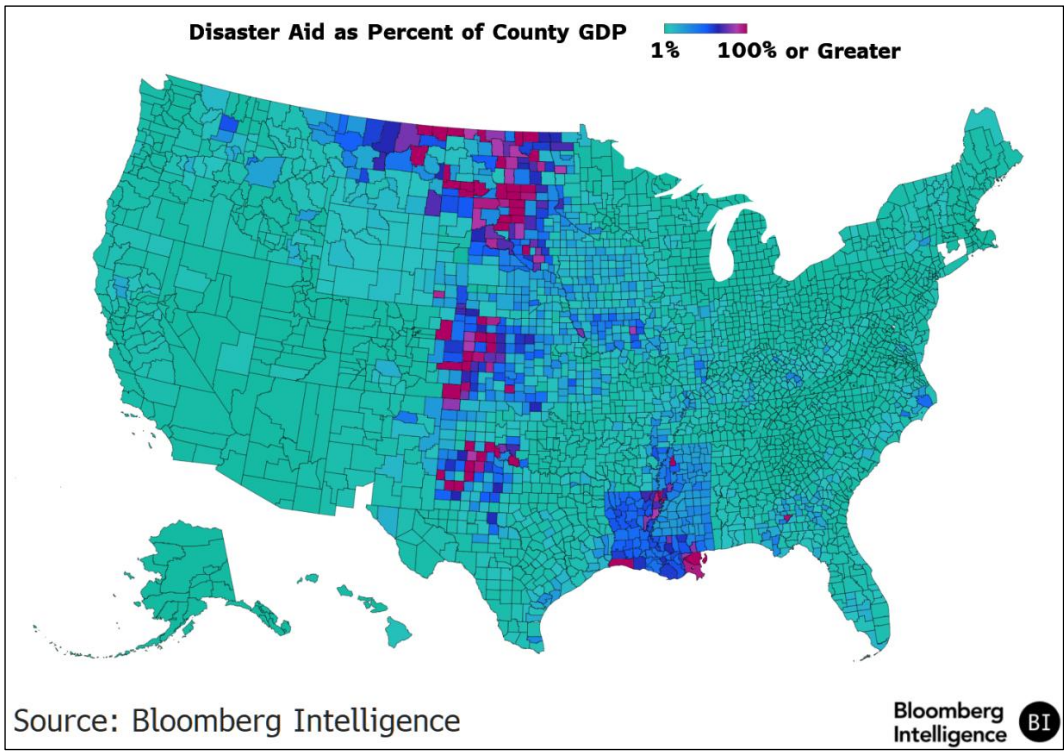 Disaster Aid as Percent of County GDP
1% 100% or Greater
Source: Bloomberg Intelligence
Bloomberg
Intelligence BI